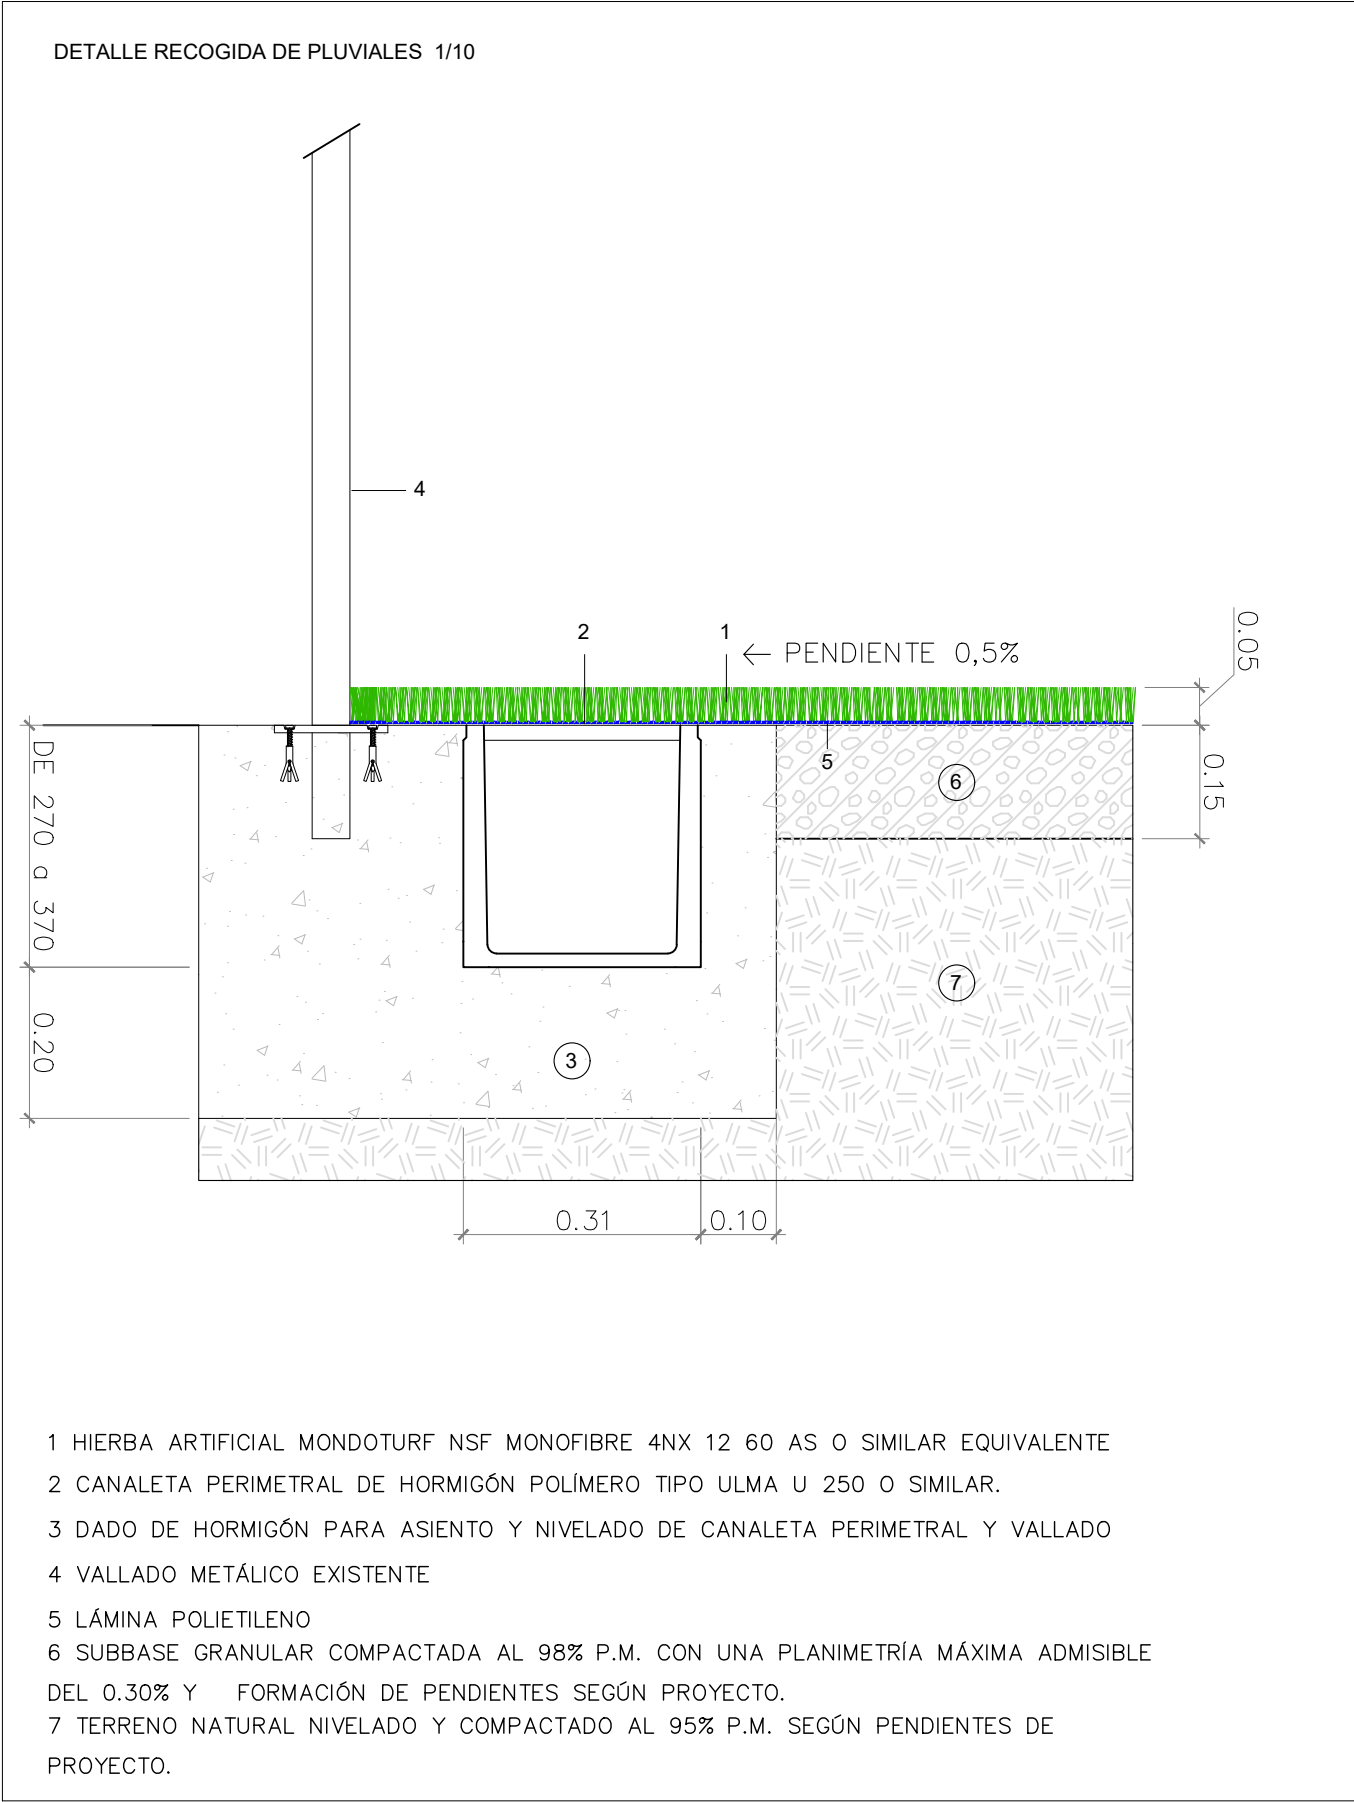 DETALLE RECOGIDA DE PLUVIALES 1/10
4
2
1
← PENDIENTE 0,5%
0.05
5
6
0.15
DE 270 a 370
7
0.20
3
0.31
0.10
1 HIERBA ARTIFICIAL MONDOTURF NSF MONOFIBRE 4NX 12 60 AS O SIMILAR EQUIVALENTE
2 CANALETA PERIMETRAL DE HORMIGÓN POLÍMERO TIPO ULMA U 250 O SIMILAR.
3 DADO DE HORMIGÓN PARA ASIENTO Y NIVELADO DE CANALETA PERIMETRAL Y VALLADO
4 VALLADO METÁLICO EXISTENTE
5 LÁMINA POLIETILENO
6 SUBBASE GRANULAR COMPACTADA AL 98% P.M. CON UNA PLANIMETRÍA MÁXIMA ADMISIBLE
DEL 0.30% Y FORMACIÓN DE PENDIENTES SEGÚN PROYECTO.
7 TERRENO NATURAL NIVELADO Y COMPACTADO AL 95% P.M. SEGÚN PENDIENTES DE
PROYECTO.